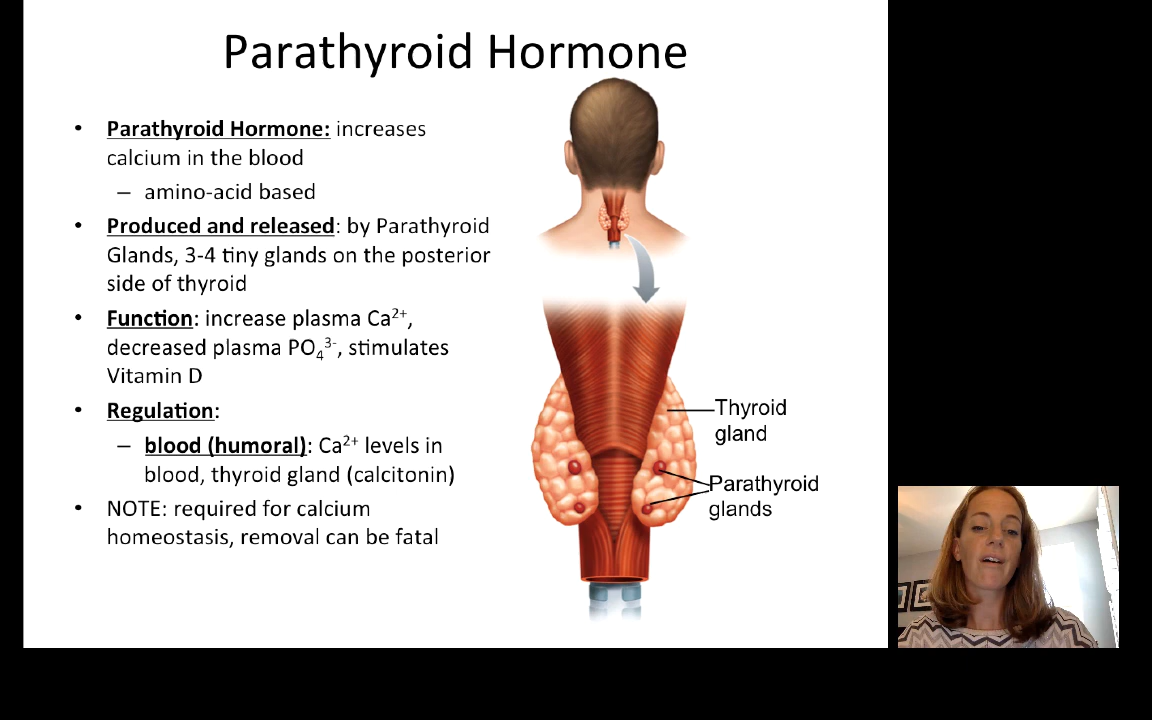 Parathyroid Hormone
• Parathyroid Hormone: increases
calcium in the blood
– amino-acid based
• Produced and released: by Parathyroid
Glands, 3-4 tiny glands on the posterior
side of thyroid
• Function: increase plasma Ca²⁺,
decreased plasma PO₄³⁻, stimulates
Vitamin D
• Regulation:
– blood (humoral): Ca²⁺ levels in
blood, thyroid gland (calcitonin)
• NOTE: required for calcium
homeostasis, removal can be fatal
Thyroid
gland
Parathyroid
glands